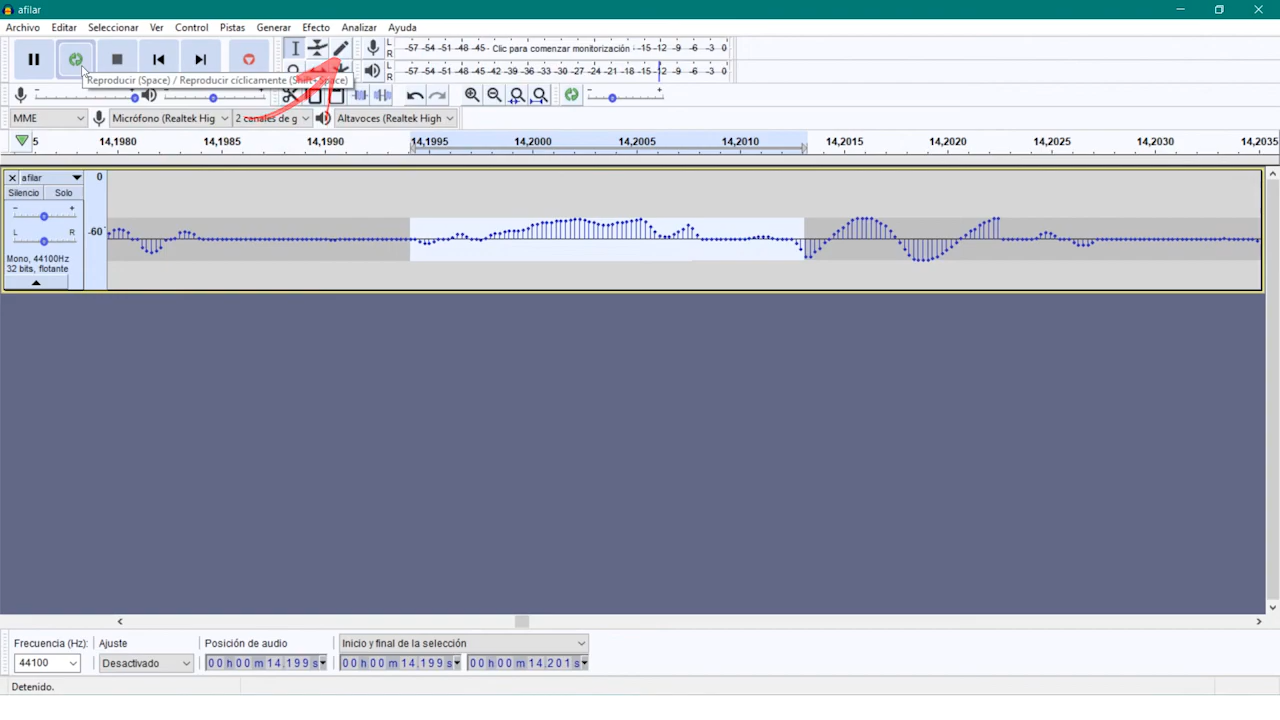 afilar
Archivo Editar Seleccionar Ver Control Pistas Generar Efecto Analizar Ayuda
L -57 -54 -51 -48 -45 - Clic para comenzar monitorización -15 -12 -9 -6 -3 0
R
L -57 -54 -51 -48 -45 -42 -39 -36 -33 -30 -27 -24 -21 -18 -15 -12 -9 -6 -3 0
R
Reproducir (Space) / Reproducir cíclicamente (Shift+Space)
- + - + - +
MME Micrófono (Realtek Hig 2 canales de g Altavoces (Realtek High
5 14,1980 14,1985 14,1990 14,1995 14,2000 14,2005 14,2010 14,2015 14,2020 14,2025 14,2030 14,2035
afilar 0
Silencio Solo
- +
L R -60
Mono, 44100Hz
32 bits, flotante
Frecuencia (Hz): Ajuste Posición de audio Inicio y final de la selección
44100 Desactivado 00 h 00 m 14,199 s 00 h 00 m 14,199 s 00 h 00 m 14,201 s
Detenido.